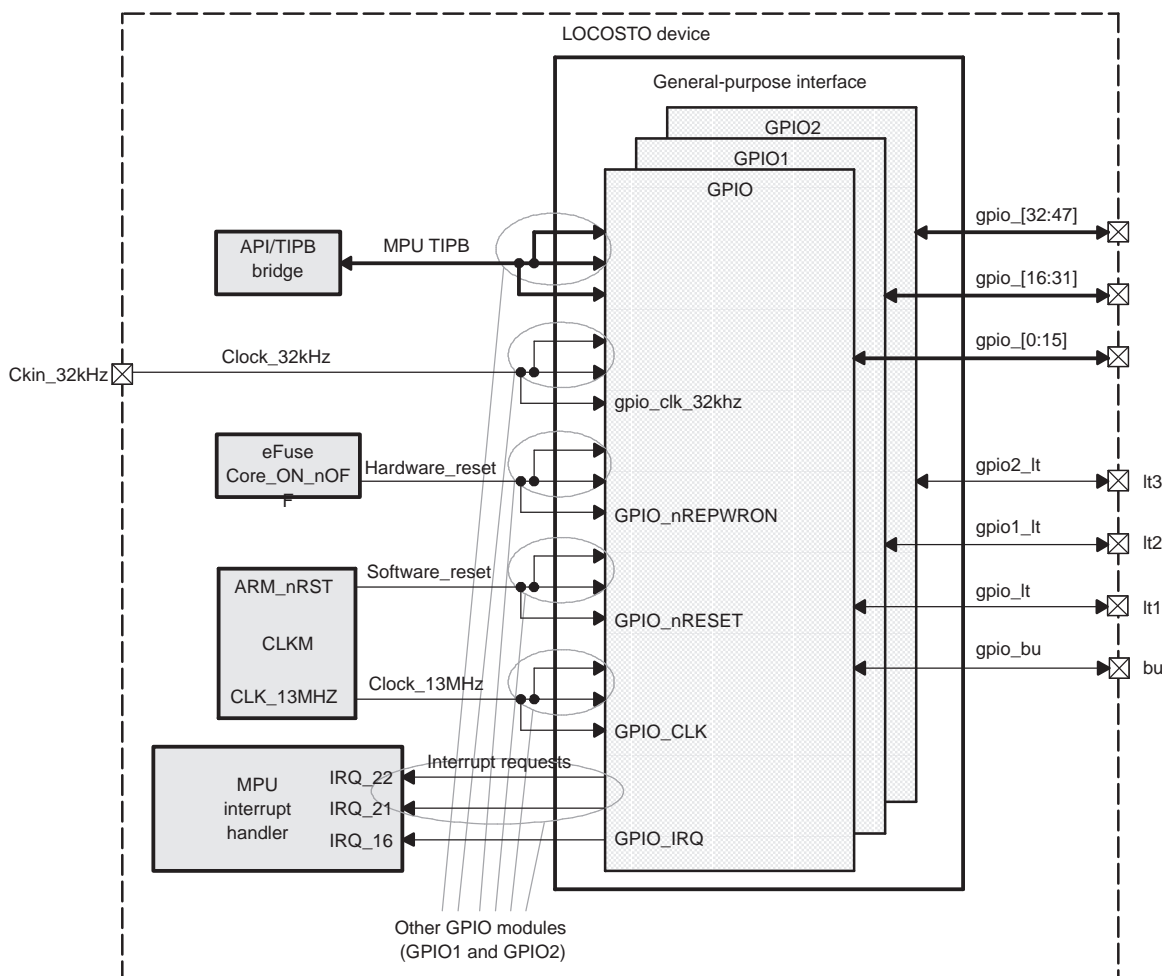 LOCOSTO device
General-purpose interface
GPIO2
GPIO1
GPIO
gpio_[32:47]
API/TIPB
bridge
MPU TIPB
gpio_[16:31]
gpio_[0:15]
Ckin_32kHz
Clock_32kHz
gpio_clk_32khz
eFuse
Core_ON_nOF
F
Hardware_reset
GPIO_nREPWRON
gpio2_lt
lt3
gpio1_lt
lt2
ARM_nRST
Software_reset
GPIO_nRESET
gpio_lt
lt1
CLKM
gpio_bu
bu
CLK_13MHZ
Clock_13MHz
GPIO_CLK
Interrupt requests
MPU
interrupt
handler
IRQ_22
IRQ_21
IRQ_16
GPIO_IRQ
Other GPIO modules
(GPIO1 and GPIO2)